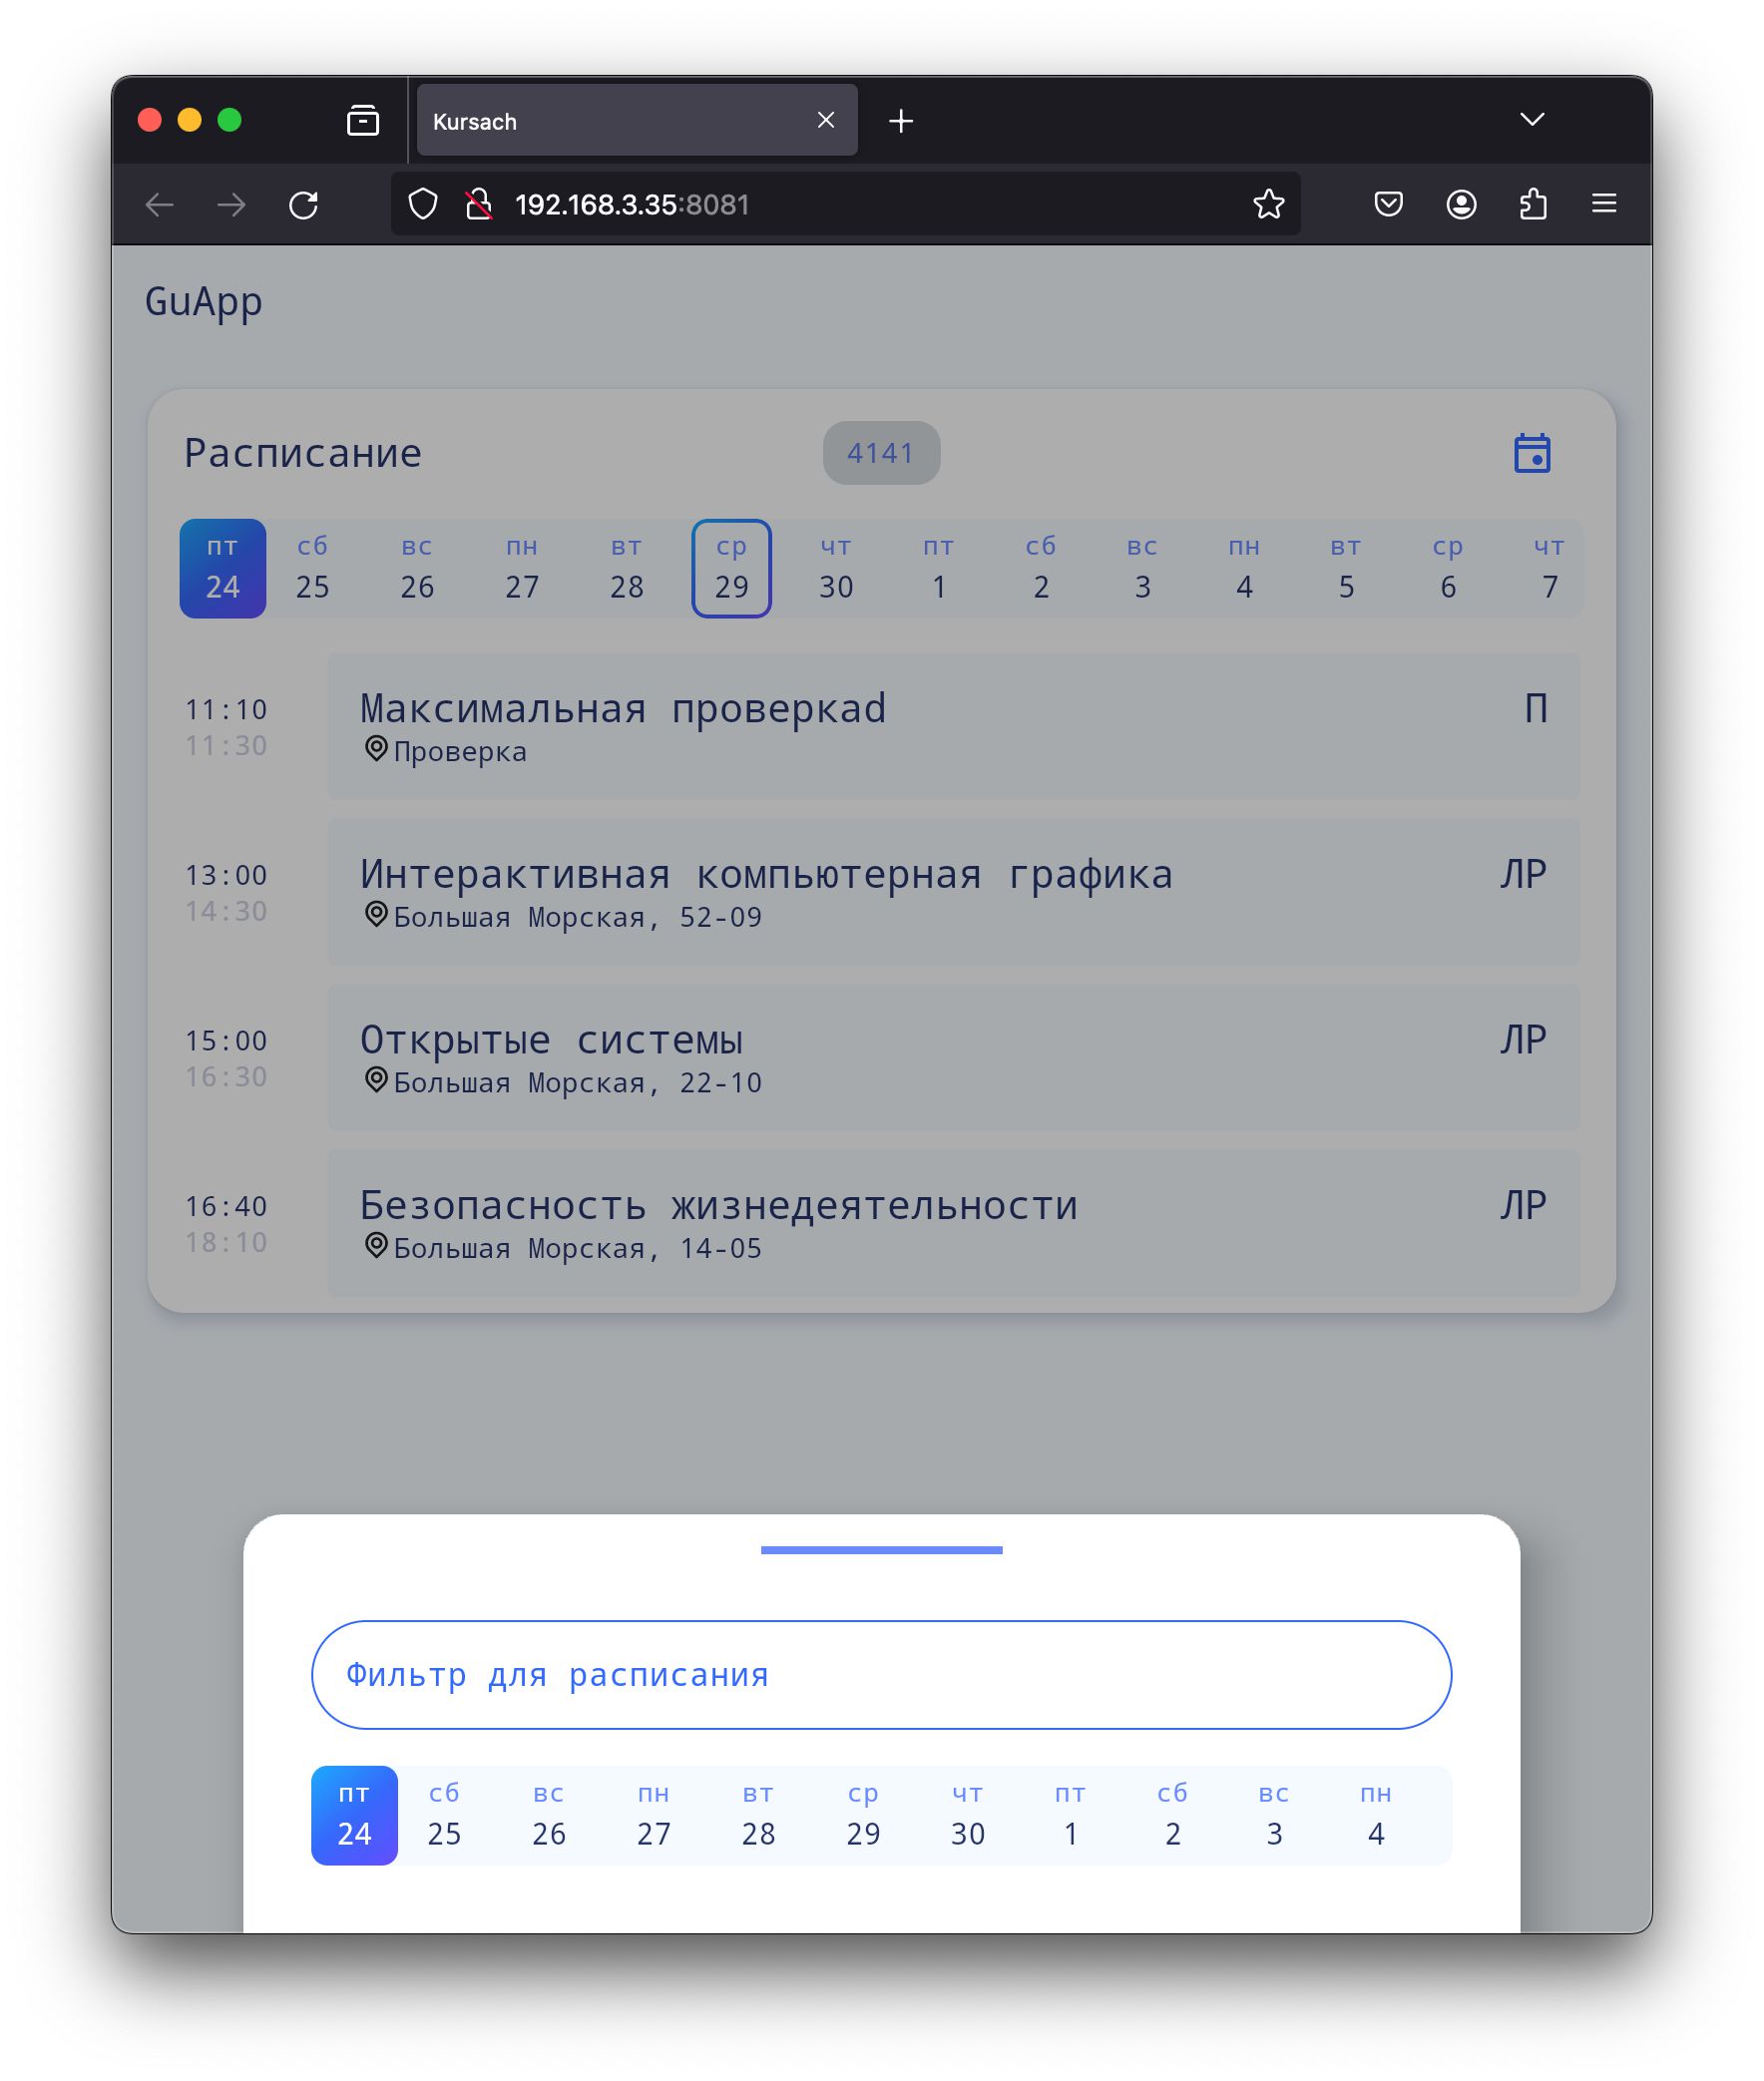 Kursach
192.168.3.35:8081
GuApp
Расписание 4141
пт сб вс пн вт ср чт пт сб вс пн вт ср чт
24 25 26 27 28 29 30 1 2 3 4 5 6 7
11:10 Максимальная проверкаd П
11:30 Проверка
13:00 Интерактивная компьютерная графика ЛР
14:30 Большая Морская, 52-09
15:00 Открытые системы ЛР
16:30 Большая Морская, 22-10
16:40 Безопасность жизнедеятельности ЛР
18:10 Большая Морская, 14-05
Фильтр для расписания
пт сб вс пн вт ср чт пт сб вс пн
24 25 26 27 28 29 30 1 2 3 4